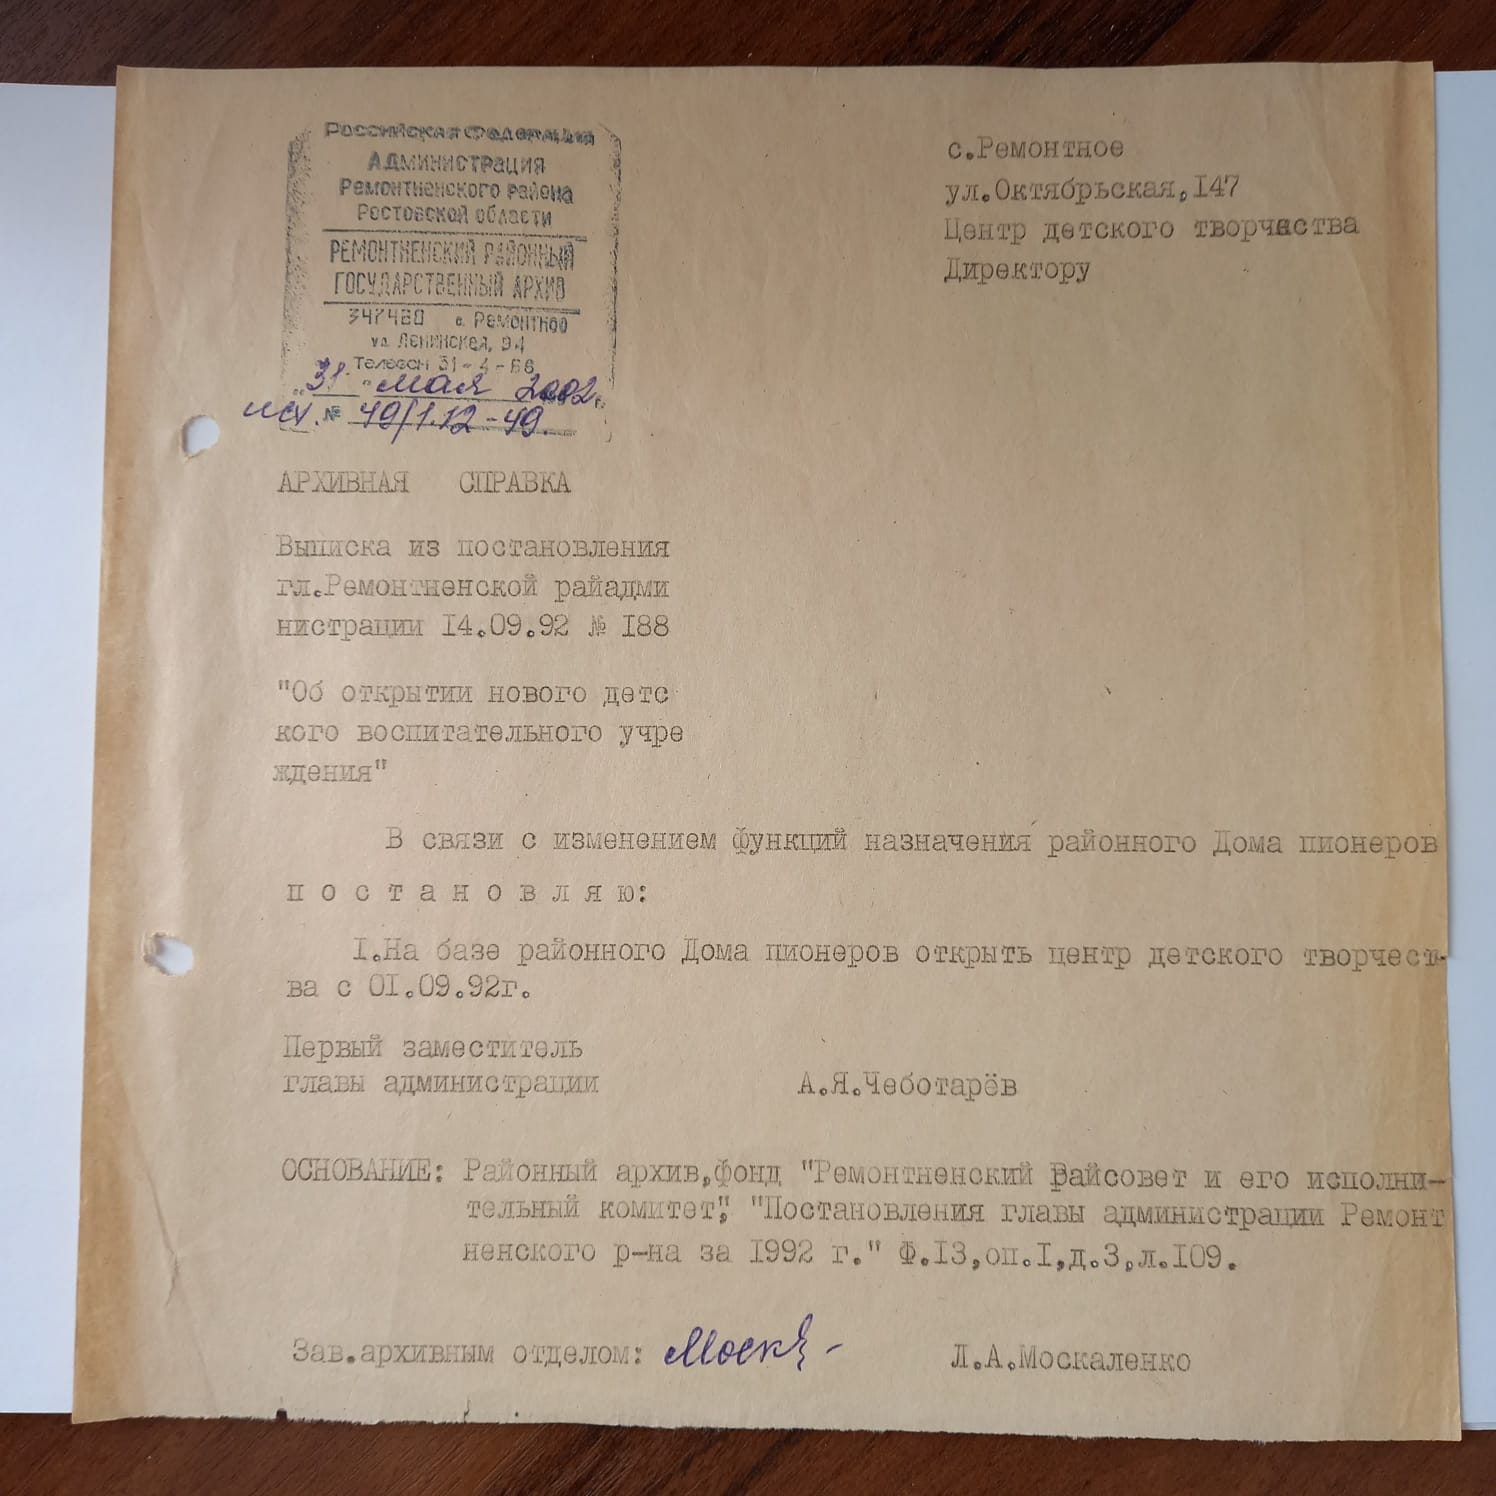 Российская Федерация
Администрация
Ремонтненского района
Ростовской области
РЕМОНТНЕНСКИЙ РАЙОННЫЙ
ГОСУДАРСТВЕННЫЙ АРХИВ
347480 с. Ремонтное
ул. Ленинская, 94
Телефон 31-4-66
"31" мая 2002 г.
исх. № 49/1.12-49.
с.Ремонтное
ул.Октябрьская,147
Центр детского творчества
Директору
АРХИВНАЯ СПРАВКА
Выписка из постановления
гл.Ремонтненской райадми
нистрации 14.09.92 № 188
"Об открытии нового детс
кого воспитательного учре
ждения"
В связи с изменением функций назначения районного Дома пионеров
п о с т а н о в л я ю:
I.На базе районного Дома пионеров открыть центр детского творчест-
ва с 01.09.92г.
Первый заместитель
главы администрации А.Я.Чеботарёв
ОСНОВАНИЕ: Районный архив,фонд "Ремонтненский Райсовет и его исполни-
тельный комитет", "Постановления главы администрации Ремонт
ненского р-на за 1992 г." Ф.13,оп.1,д.3,л.109.
Зав.архивным отделом: Моск Л.А.Москаленко